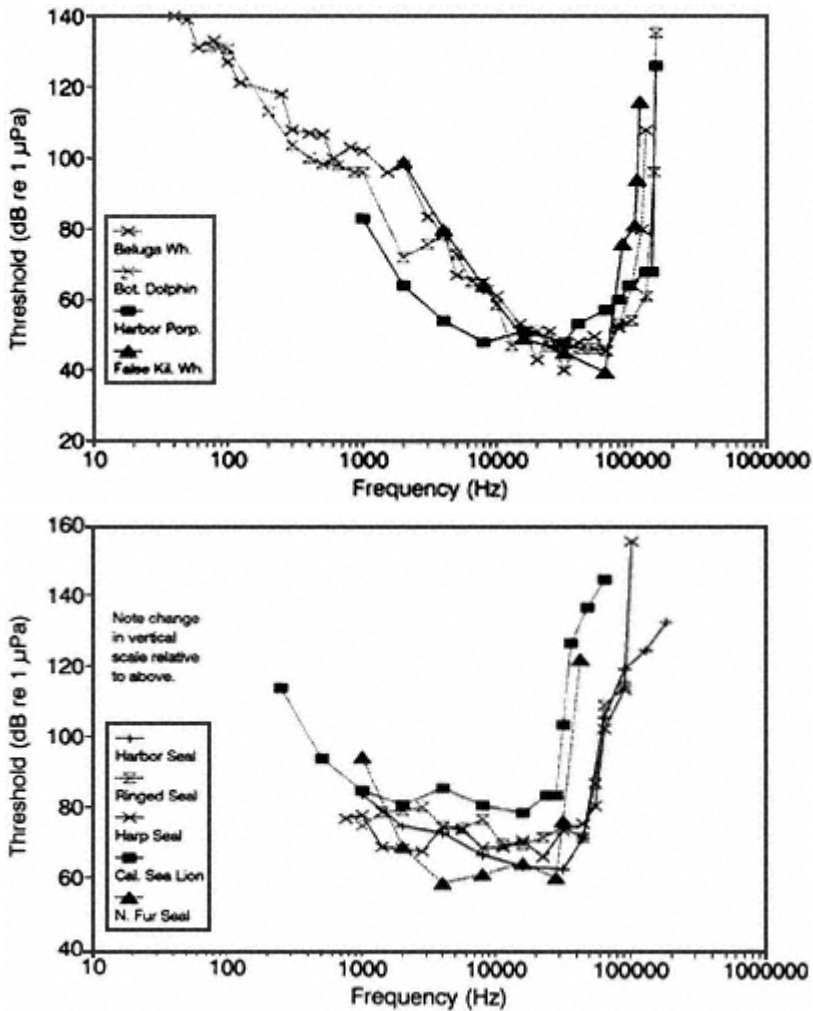 140
120
100
80
60
40
20
Threshold (dB re 1 µPa)
Beluga Wh.
Bot. Dolphin
Harbor Porp.
False Kil. Wh.
10 100 1000 10000 100000 1000000
Frequency (Hz)
160
140
120
100
80
60
40
Threshold (dB re 1 µPa)
Note change
in vertical
scale relative
to above.
Harbor Seal
Ringed Seal
Harp Seal
Cal. Sea Lion
N. Fur Seal
10 100 1000 10000 100000 1000000
Frequency (Hz)